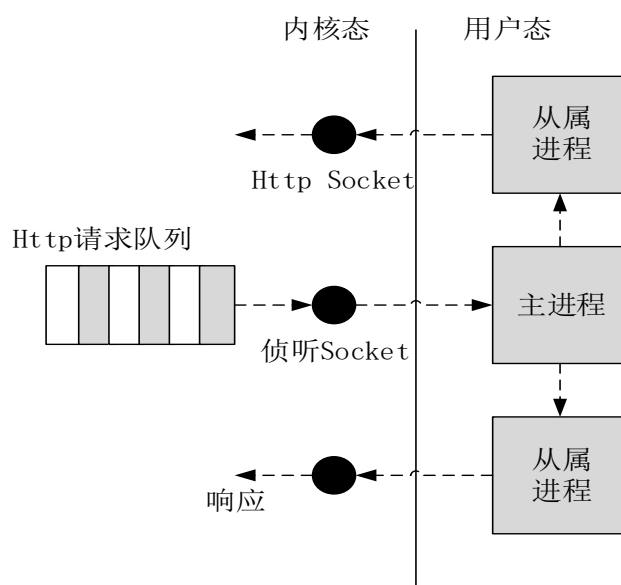 内核态
用户态
从属
进程
Http Socket
Http请求队列
主进程
侦听Socket
从属
进程
响应